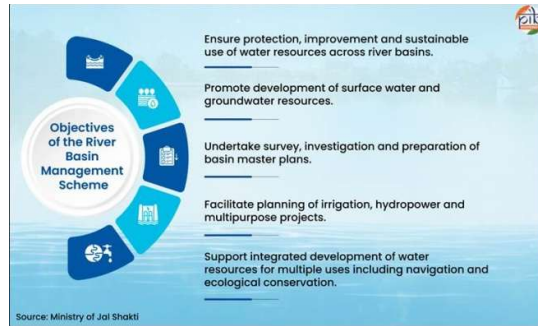 pib
Ensure protection, improvement and sustainable
use of water resources across river basins.
Promote development of surface water and
groundwater resources.
Objectives
of the River
Basin
Management
Scheme
Undertake survey, investigation and preparation of
basin master plans.
Facilitate planning of irrigation, hydropower and
multipurpose projects.
Support integrated development of water
resources for multiple uses including navigation and
ecological conservation.
Source: Ministry of Jal Shakti